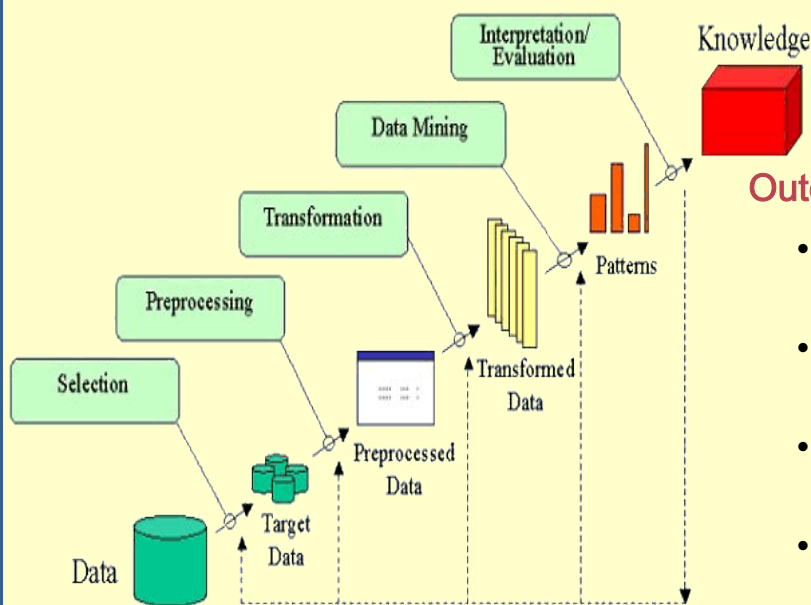 Interpretation/
Evaluation
Knowledge
Data Mining
Transformation
Patterns
Preprocessing
Transformed
Data
Selection
Preprocessed
Data
Target
Data
Data
•
•
•
•